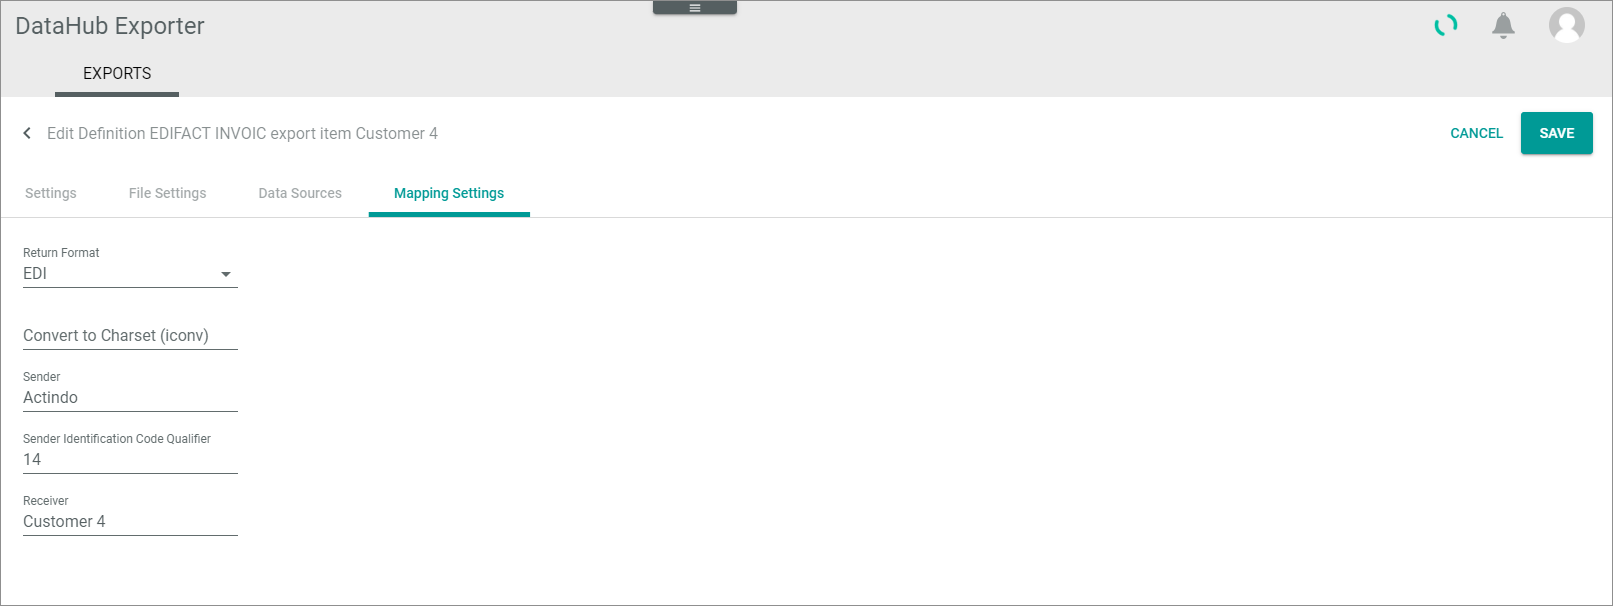 DataHub Exporter
EXPORTS
Edit Definition EDIFACT INVOIC export item Customer 4
CANCEL
SAVE
Settings
File Settings
Data Sources
Mapping Settings
Return Format
EDI
Convert to Charset (iconv)
Sender
Actindo
Sender Identification Code Qualifier
14
Receiver
Customer 4